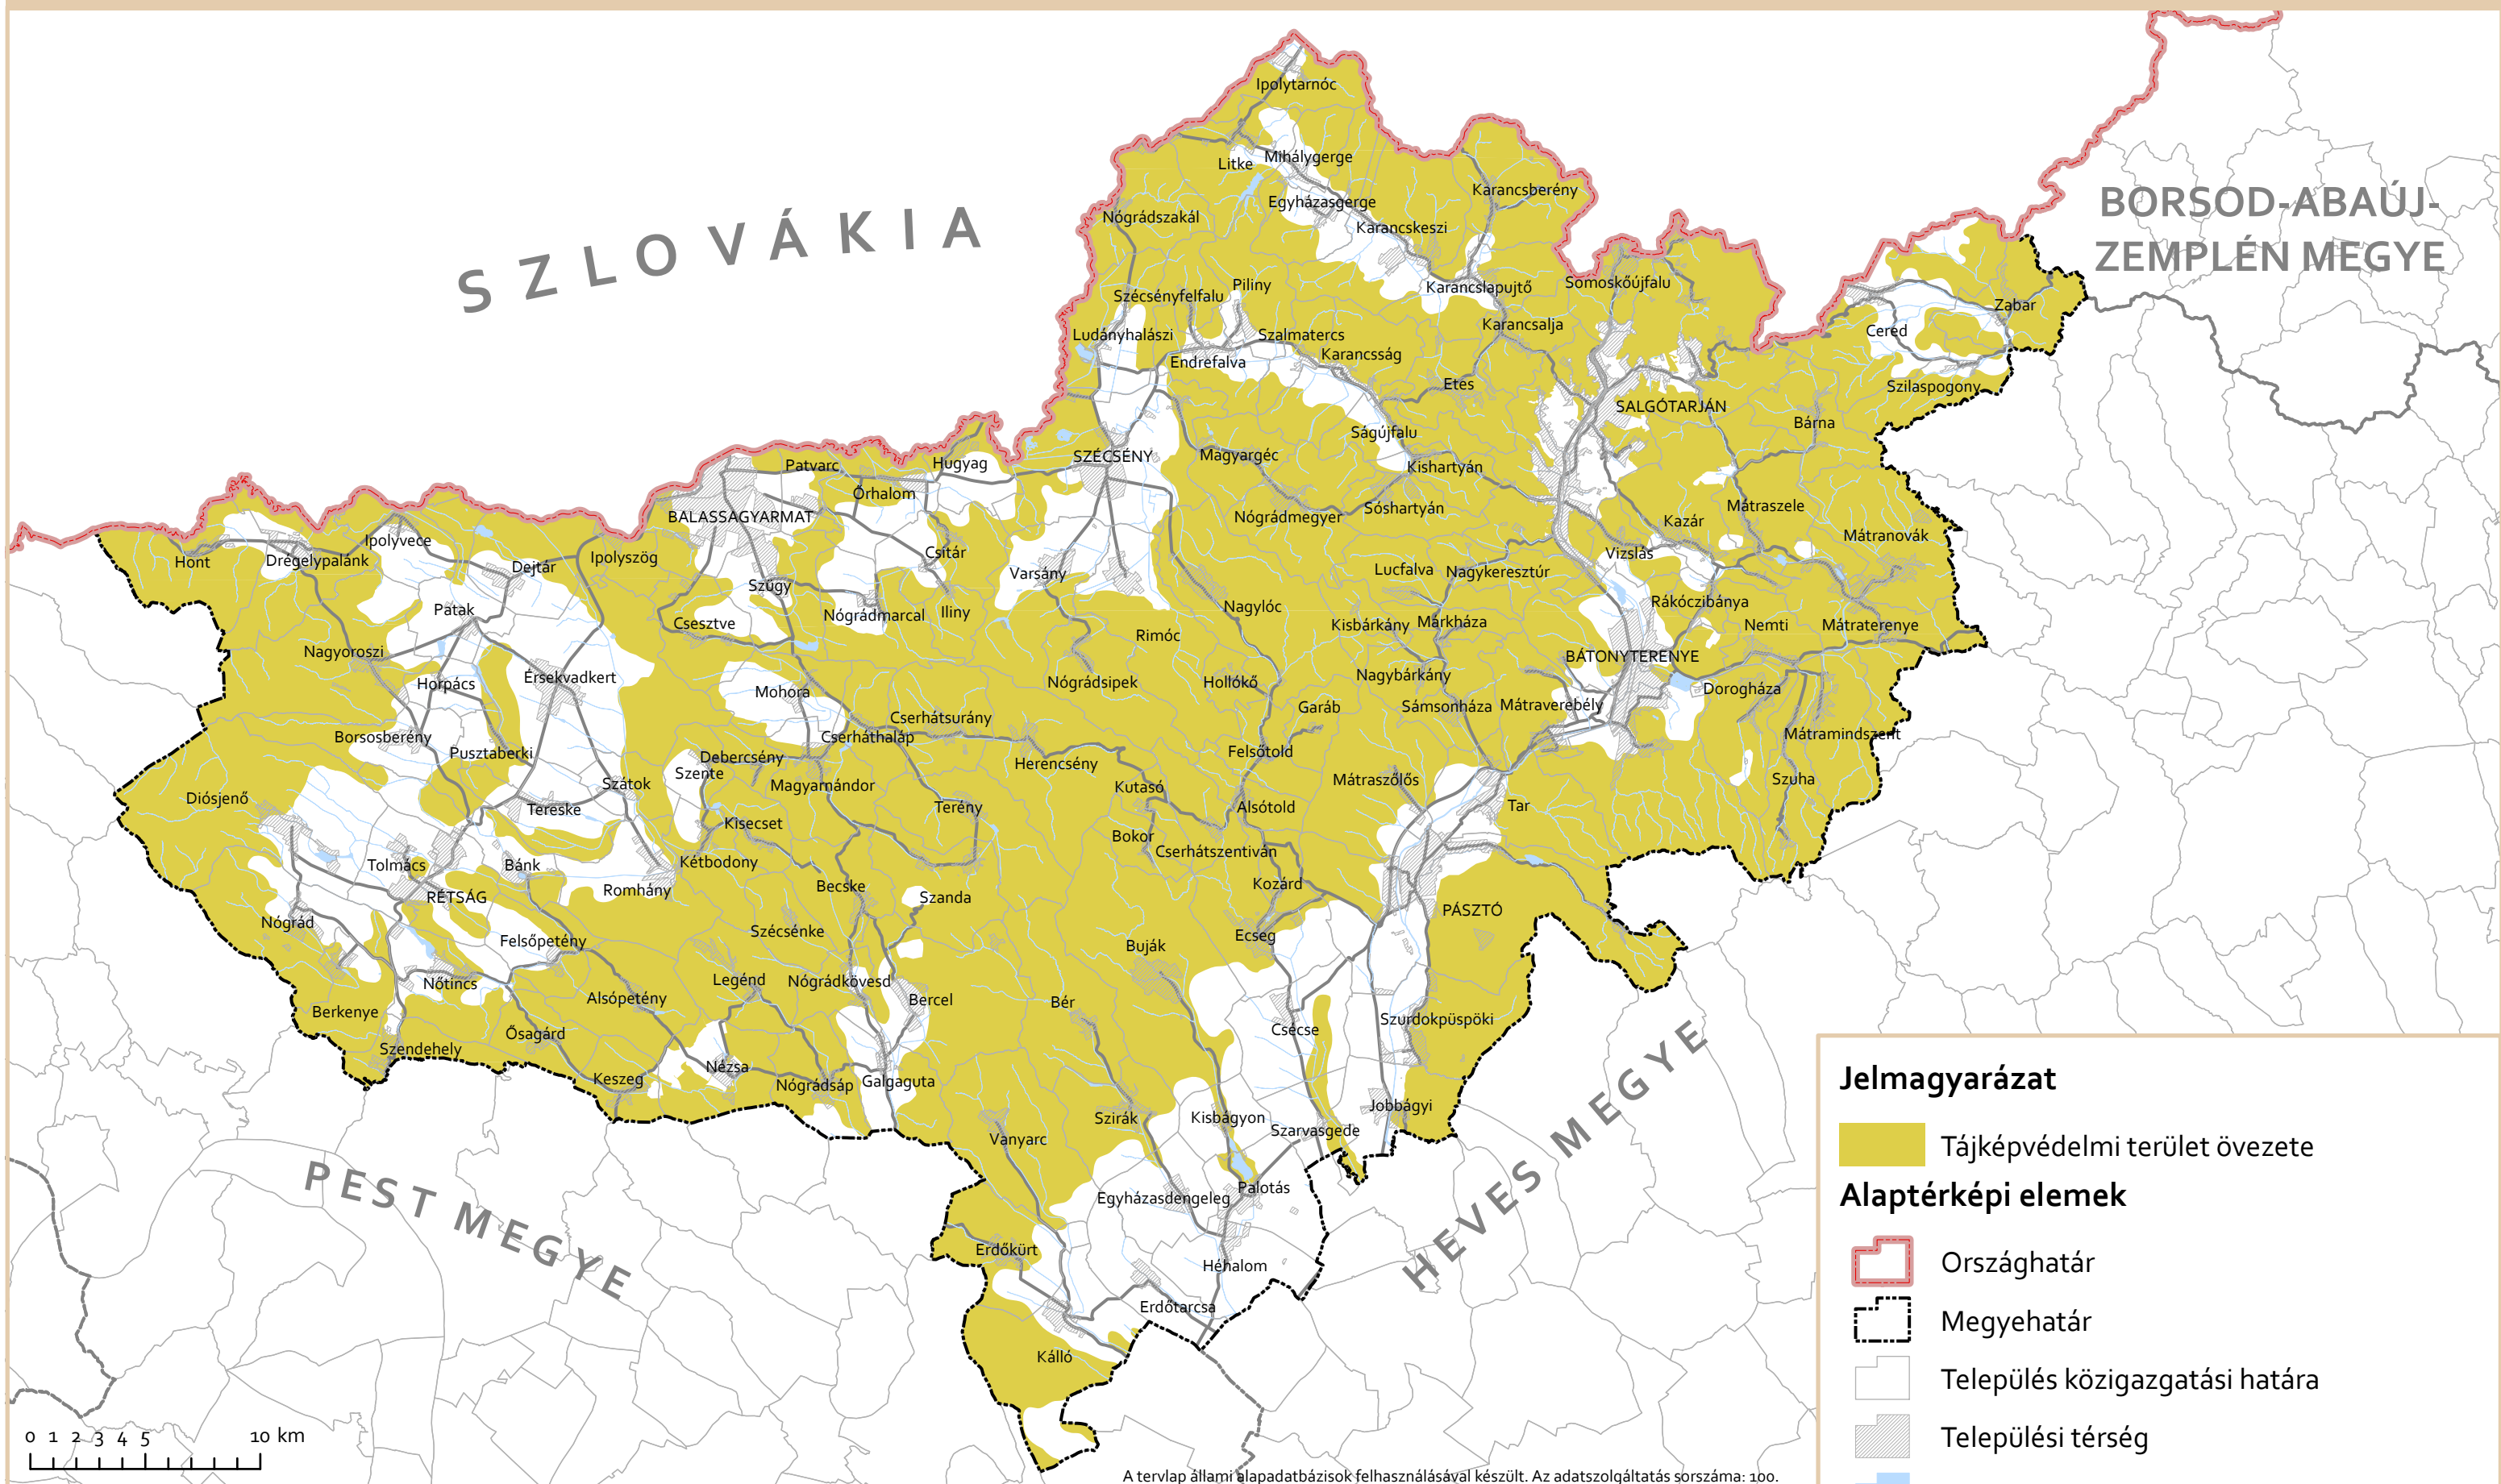 SZLOVÁKIA
BORSOD-ABAÚJ-
ZEMPLÉN MEGYE
Ipolytarnóc
Litke
Mihálygerge
Karancsberény
Egyházasgerge
Nógrádszakál
Karancskeszi
Somoskőújfalu
Piliny
Karancslapujtő
Szécsényfelfalu
Zabar
Karancsalja
Cered
Ludányhalászi
Szalmatercs
Endrefalva
Karancsság
Etes
Szilaspogony
SALGÓTARJÁN
Bárna
Ságújfalu
SZÉCSÉNY
Magyargéc
Hugyag
Patvarc
Kishartyán
Őrhalom
Mátraszele
Sóshartyán
BALASSAGYARMAT
Nógrádmegyer
Kazár
Mátranovák
Ipolyvece
Csitár
Vizslás
Hont
Drégelypalánk
Ipolyszög
Dejtár
Varsány
Lucfalva
Nagykeresztúr
Szügy
Rákóczibánya
Patak
Nagylóc
Nógrádmarcal
Iliny
Csesztve
Kisbárkány
Márkháza
Nemti
Mátraterenye
Rimóc
Nagyoroszi
BÁTONYTERENYE
Érsekvadkert
Horpács
Nagybárkány
Nógrádsipek
Hollókő
Dorogháza
Mohora
Garáb
Sámsonháza
Mátraverebély
Cserhátsurány
Borsosberény
Cserháthaláp
Mátramindszent
Pusztaberki
Debercsény
Felsőtold
Herencsény
Szente
Mátraszőlős
Szuha
Szátok
Magyarnándor
Kutasó
Diósjenő
Tereske
Terény
Alsótold
Tar
Kisecset
Bokor
Cserhátszentiván
Tolmács
Bánk
Kétbodony
Romhány
Becske
Kozárd
RÉTSÁG
Szanda
PÁSZTÓ
Nógrád
Szécsénke
Ecseg
Felsőpetény
Buják
Nőtincs
Legénd
Nógrádkövesd
Alsópetény
Bercel
Bér
Berkenye
Szurdokpüspöki
Csécse
Ősagárd
Szendehely
Nézsa
Keszeg
Nógrádsáp
Galgaguta
Jobbágyi
Szirák
Kisbágyon
Szarvasgede
Vanyarc
Palotás
Egyházasdengeleg
Erdőkürt
Héhalom
Erdőtarcsa
Kálló
PEST MEGYE
HEVES MEGYE
Jelmagyarázat
Tájképvédelmi terület övezete
Alaptérképi elemek
Országhatár
Megyehatár
Település közigazgatási határa
Települési térség
0 1 2 3 4 5 10 km
A tervlap állami alapadatbázisok felhasználásával készült. Az adatszolgáltatás sorszáma: 100.